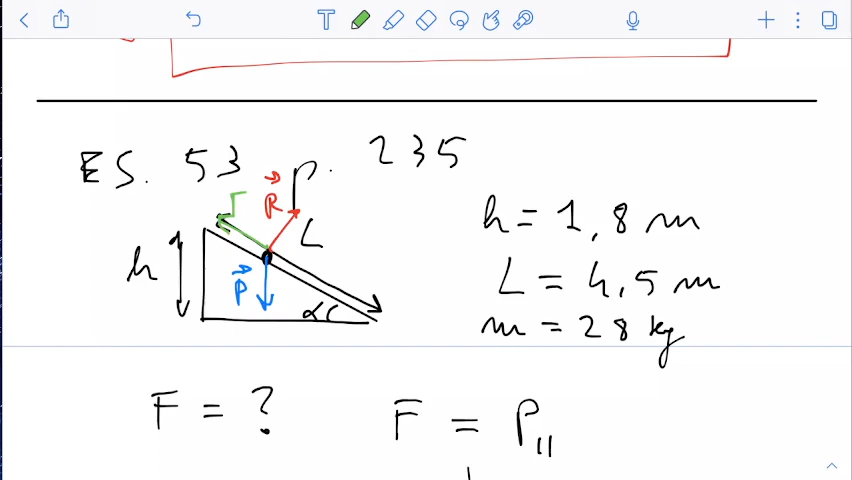 ES. 53 p. 235
R
L
h
P
α
h = 1,8 m
L = 4,5 m
m = 28 kg
F = ?
F = P∥